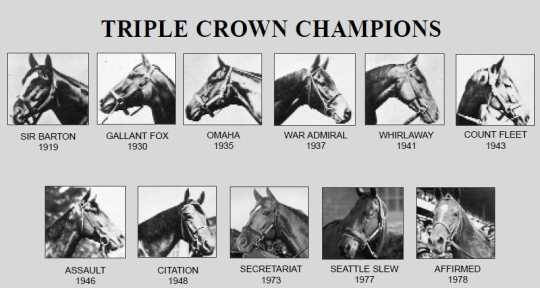 TRIPLE CROWN CHAMPIONS
SIR BARTON
1919
GALLANT FOX
1930
OMAHA
1935
WAR ADMIRAL
1937
WHIRLAWAY
1941
COUNT FLEET
1943
ASSAULT
1946
CITATION
1948
SECRETARIAT
1973
SEATTLE SLEW
1977
AFFIRMED
1978